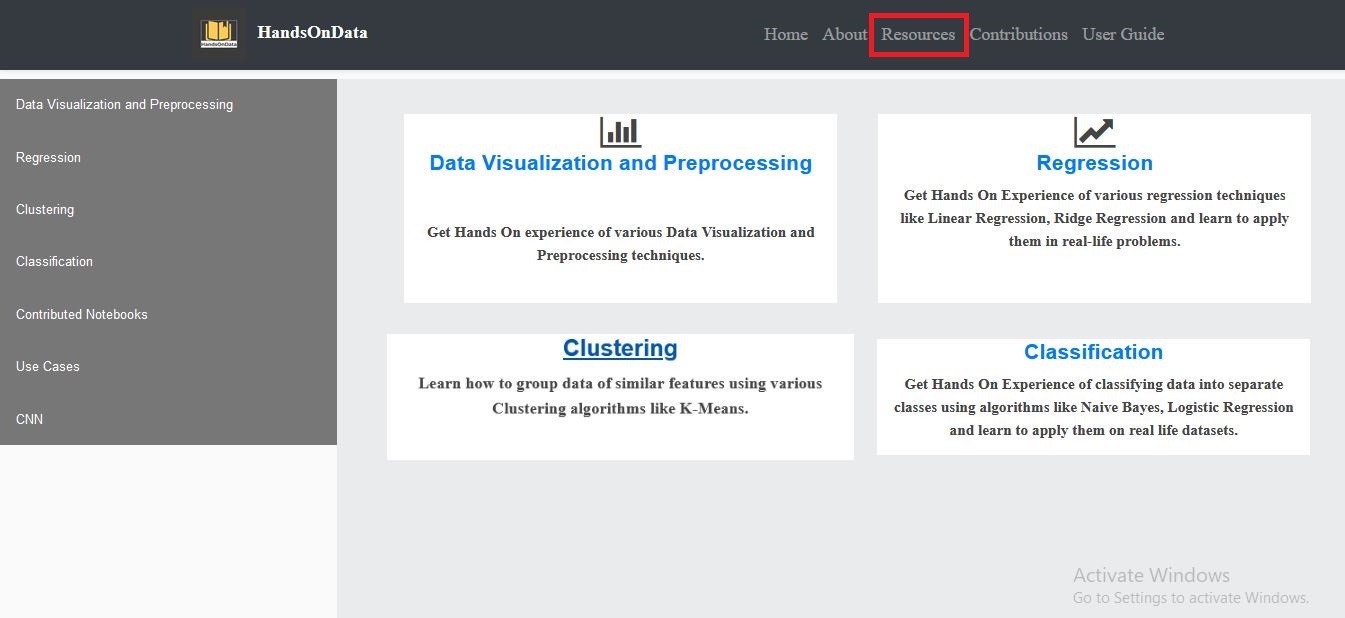 HandsOnData
HandsOnData
Home About Resources Contributions User Guide
Data Visualization and Preprocessing
Regression
Clustering
Classification
Contributed Notebooks
Use Cases
CNN
Data Visualization and Preprocessing
Get Hands On experience of various Data Visualization and
Preprocessing techniques.
Regression
Get Hands On Experience of various regression techniques
like Linear Regression, Ridge Regression and learn to apply
them in real-life problems.
Clustering
Learn how to group data of similar features using various
Clustering algorithms like K-Means.
Classification
Get Hands On Experience of classifying data into separate
classes using algorithms like Naive Bayes, Logistic Regression
and learn to apply them on real life datasets.
Activate Windows
Go to Settings to activate Windows.